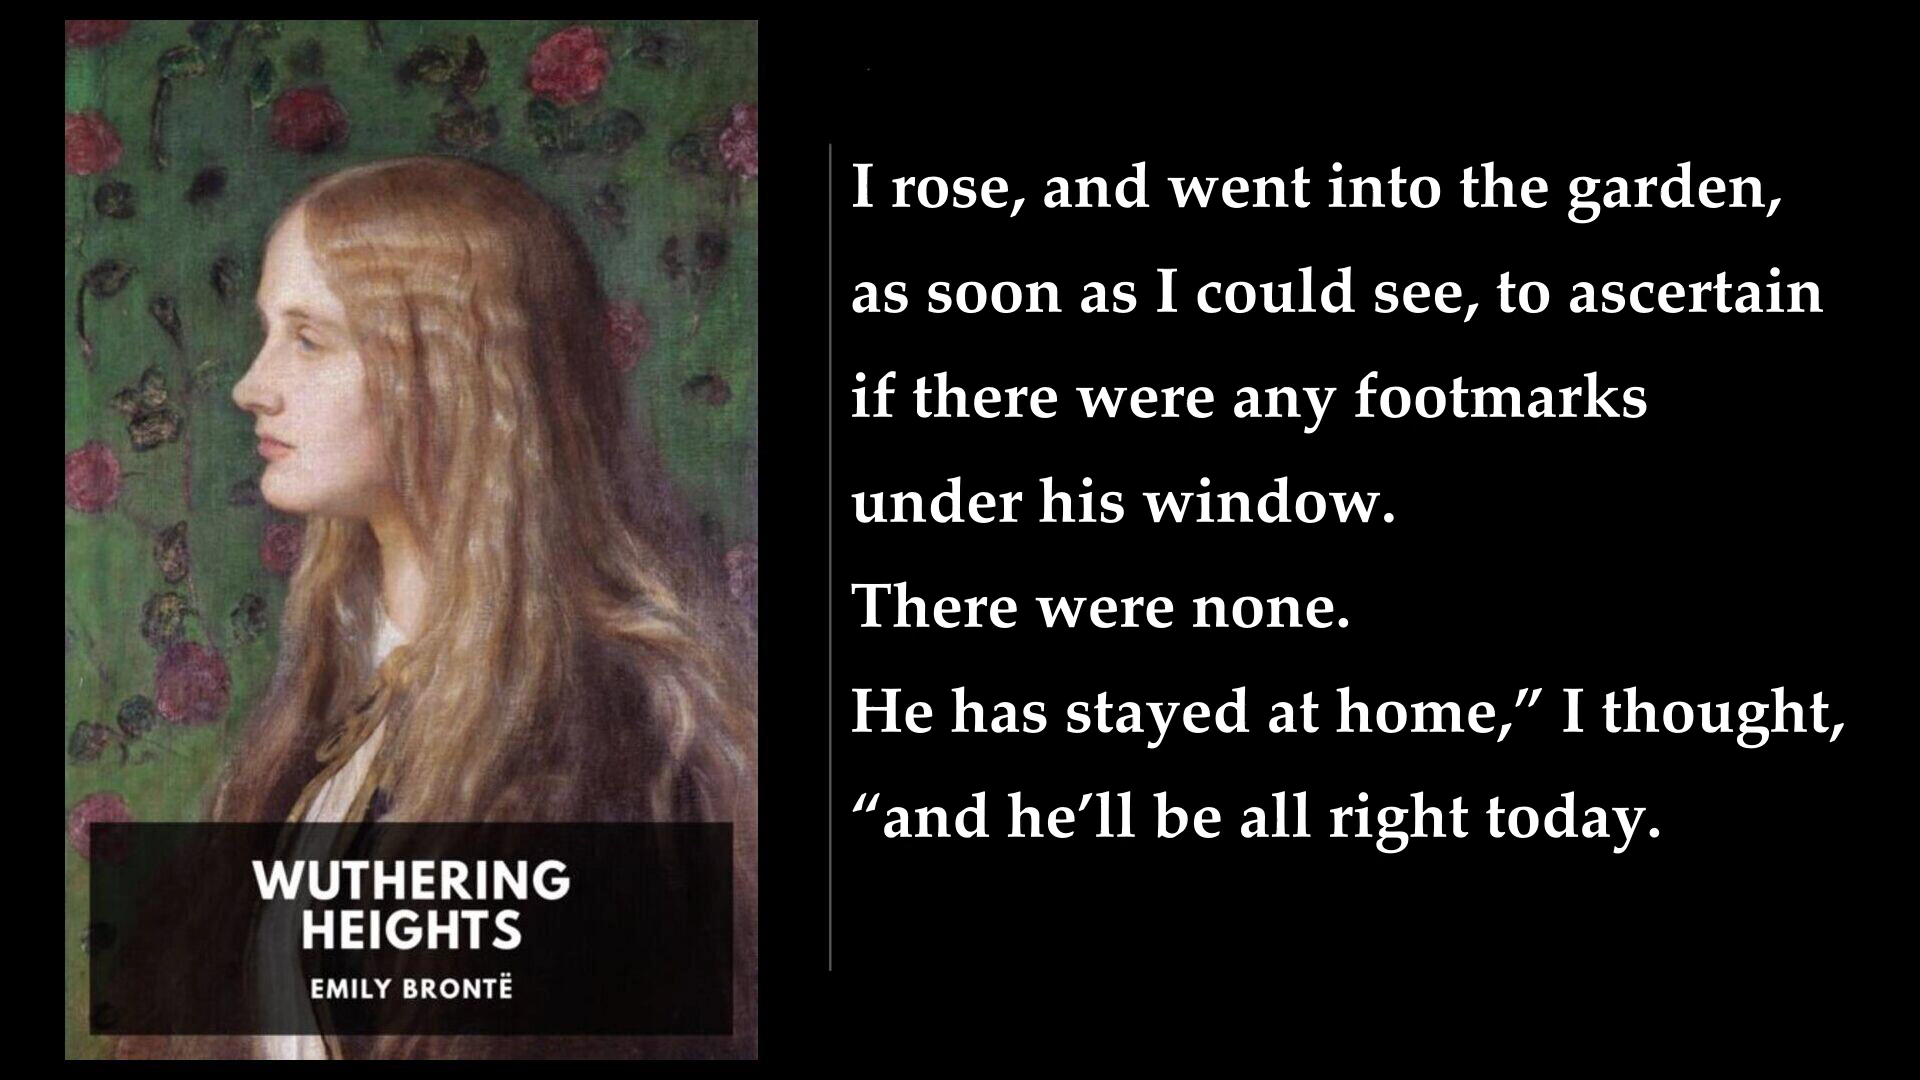 WUTHERING
HEIGHTS
EMILY BRONTË
I rose, and went into the garden,
as soon as I could see, to ascertain
if there were any footmarks
under his window.
There were none.
He has stayed at home,” I thought,
“and he’ll be all right today.